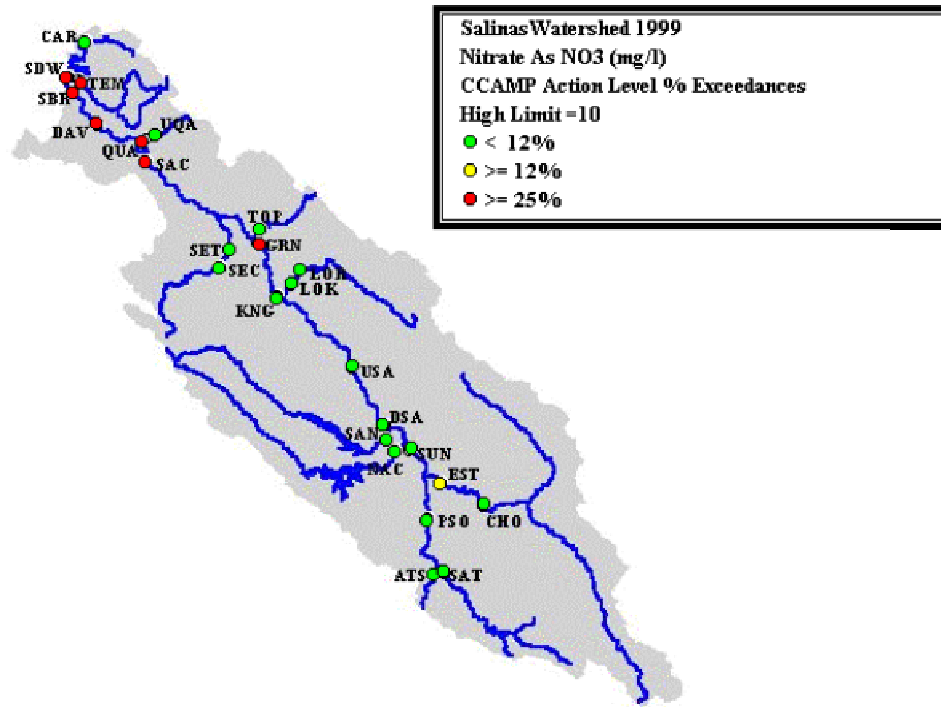 Salinas Watershed 1999
Nitrate As NO3 (mg/l)
CCAMP Action Level % Exceedances
High Limit =10
< 12%
>= 12%
>= 25%
CAR
SDW
TEM
SBR
DAV
UQA
QUA
SAC
TOP
GRN
SET
SEC
LOR
LOK
KNG
USA
DSA
SAN
SUN
NAC
EST
CHO
PSO
ATS
SAT